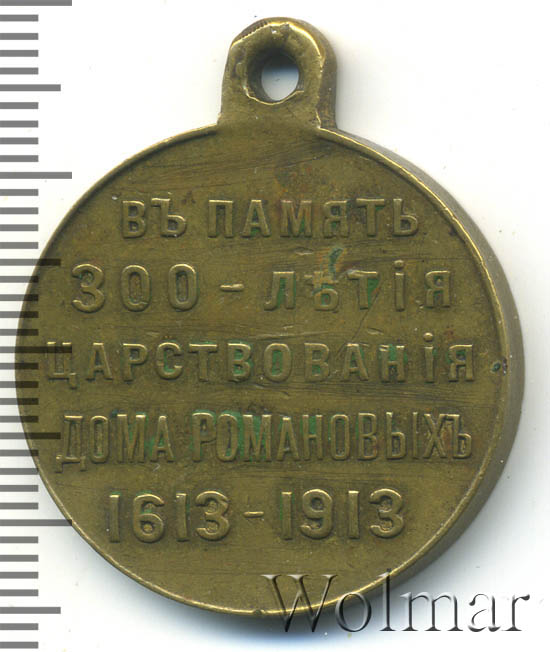 ВЪ ПАМЯТЬ
300-ЛѢТІЯ
ЦАРСТВОВАНІЯ
ДОМА РОМАНОВЫХЪ
1613-1913
Wolmar